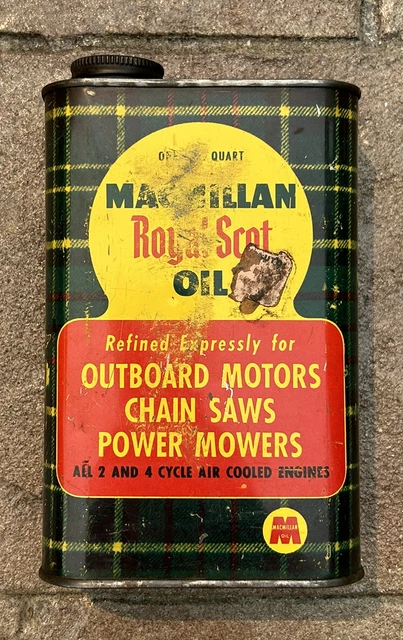 QUART
MACMILLAN
Royal Scot
OIL
Refined Expressly for
OUTBOARD MOTORS
CHAIN SAWS
POWER MOWERS
ALL 2 AND 4 CYCLE AIR COOLED ENGINES
MACMILLAN
OIL